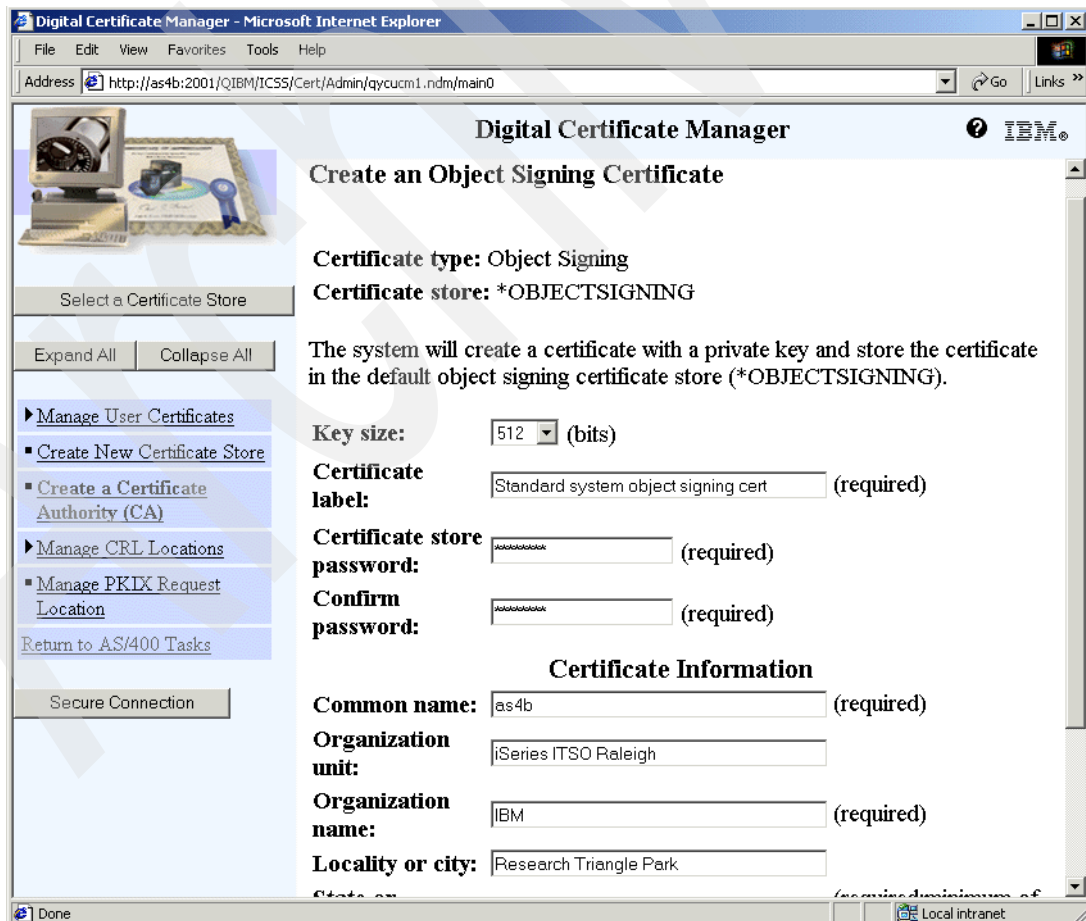 Digital Certificate Manager - Microsoft Internet Explorer
File Edit View Favorites Tools Help
Address http://as4b:2001/QIBM/ICSS/Cert/Admin/qycucm1.ndm/main0 Go Links »
Digital Certificate Manager
? IBM®
Select a Certificate Store
Expand All Collapse All
Manage User Certificates
Create New Certificate Store
Create a Certificate
Authority (CA)
Manage CRL Locations
Manage PKIX Request
Location
Return to AS/400 Tasks
Secure Connection
Create an Object Signing Certificate
Certificate type: Object Signing
Certificate store: *OBJECTSIGNING
The system will create a certificate with a private key and store the certificate
in the default object signing certificate store (*OBJECTSIGNING).
Key size: 512 (bits)
Certificate
label: Standard system object signing cert (required)
Certificate store
password: ********* (required)
Confirm
password: ********* (required)
Certificate Information
Common name: as4b (required)
Organization
unit: iSeries ITSO Raleigh
Organization
name: IBM (required)
Locality or city: Research Triangle Park
State or (required:minimum of
Done Local intranet